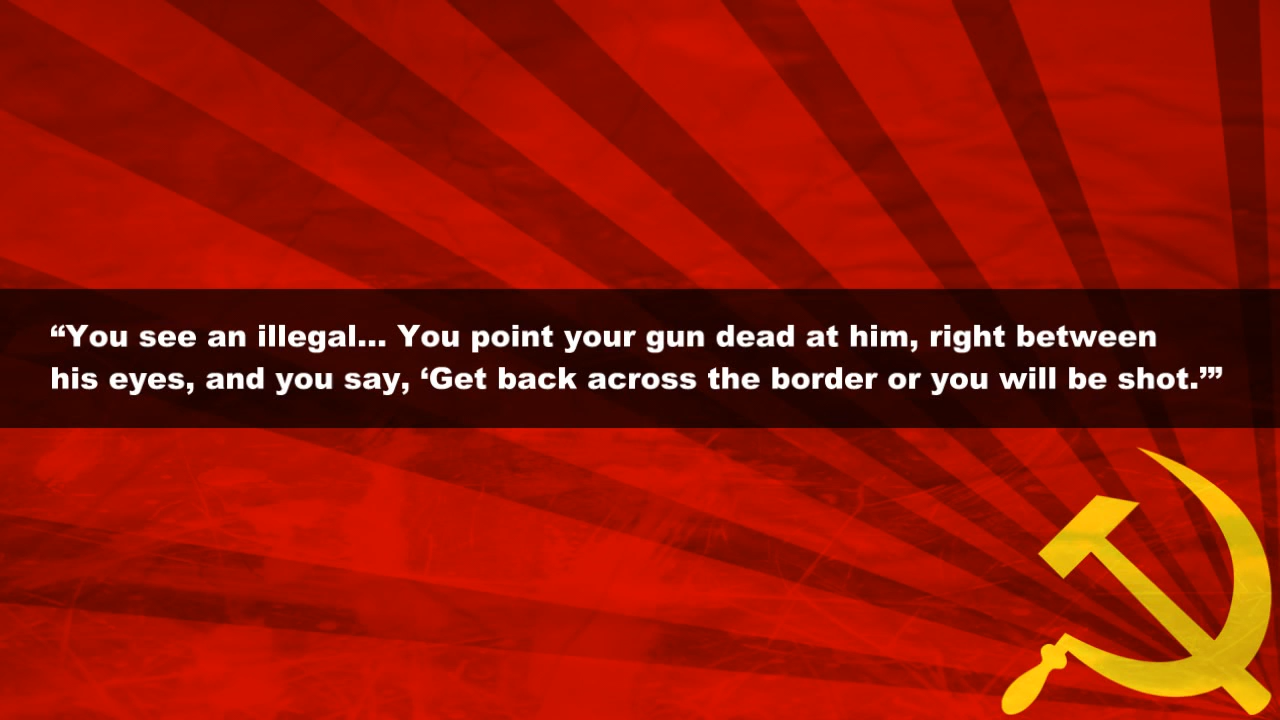 “You see an illegal... You point your gun dead at him, right between
his eyes, and you say, ‘Get back across the border or you will be shot.’”